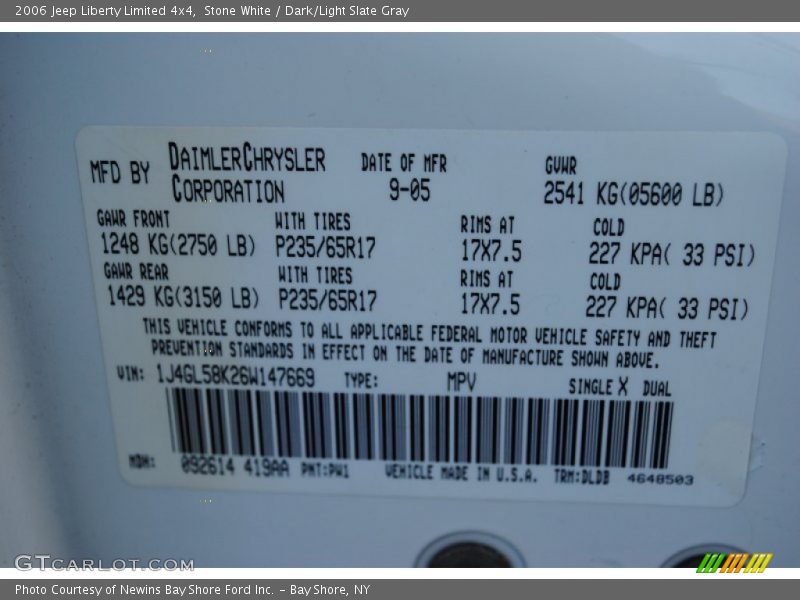 2006 Jeep Liberty Limited 4x4, Stone White / Dark/Light Slate Gray
MFD BY DAIMLERCHRYSLER CORPORATION DATE OF MFR 9-05 GVWR 2541 KG(05600 LB)
GAWR FRONT WITH TIRES RIMS AT COLD
1248 KG(2750 LB) P235/65R17 17X7.5 227 KPA( 33 PSI)
GAWR REAR WITH TIRES RIMS AT COLD
1429 KG(3150 LB) P235/65R17 17X7.5 227 KPA( 33 PSI)
THIS VEHICLE CONFORMS TO ALL APPLICABLE FEDERAL MOTOR VEHICLE SAFETY AND THEFT
PREVENTION STANDARDS IN EFFECT ON THE DATE OF MANUFACTURE SHOWN ABOVE.
VIN: 1J4GL58K26W147669 TYPE: MPV SINGLE X DUAL
MDH: 092614 419AA PNT:PW1 VEHICLE MADE IN U.S.A. TRM:DLDB 4648503
GTCARLOT.COM
Photo Courtesy of Newins Bay Shore Ford Inc. - Bay Shore, NY